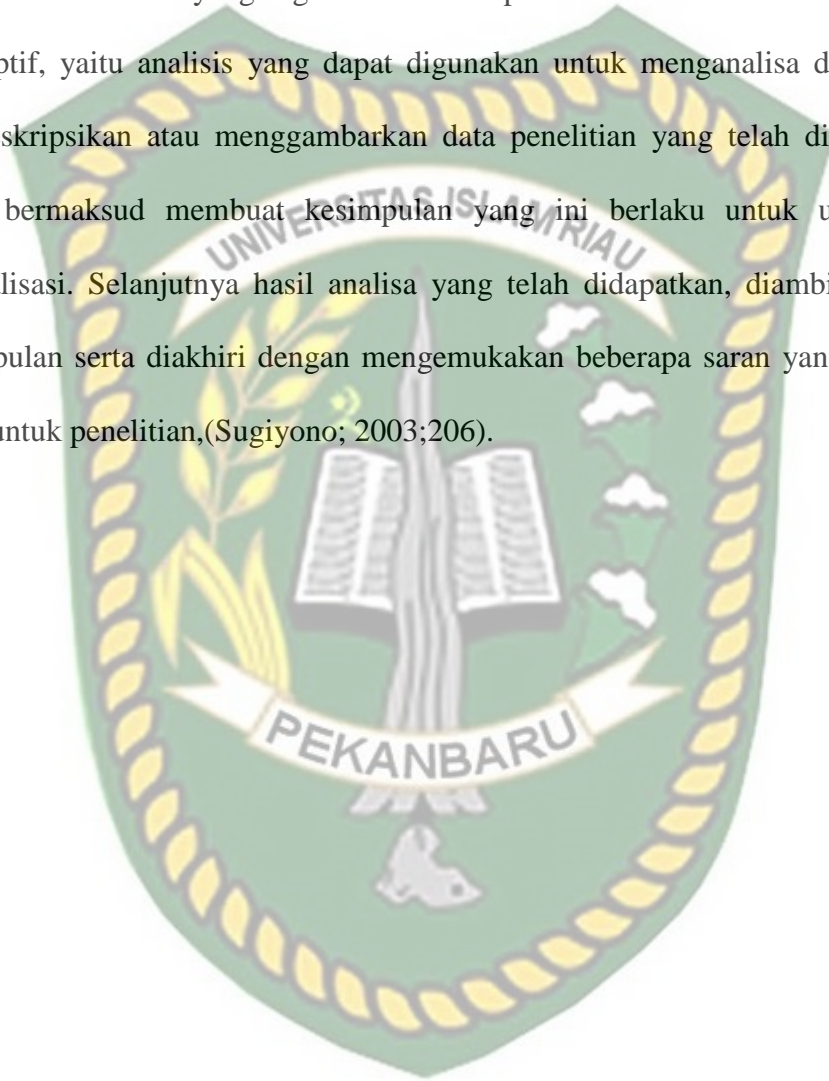 ptif, yaitu analisis yang dapat digunakan untuk menganalisa d
skripsikan atau menggambarkan data penelitian yang telah di
bermaksud membuat kesimpulan yang ini berlaku untuk u
UNIVERSITAS ISLAM RIAU
lisasi. Selanjutnya hasil analisa yang telah didapatkan, diambi
pulan serta diakhiri dengan mengemukakan beberapa saran yan
untuk penelitian,(Sugiyono; 2003;206).
PEKANBARU